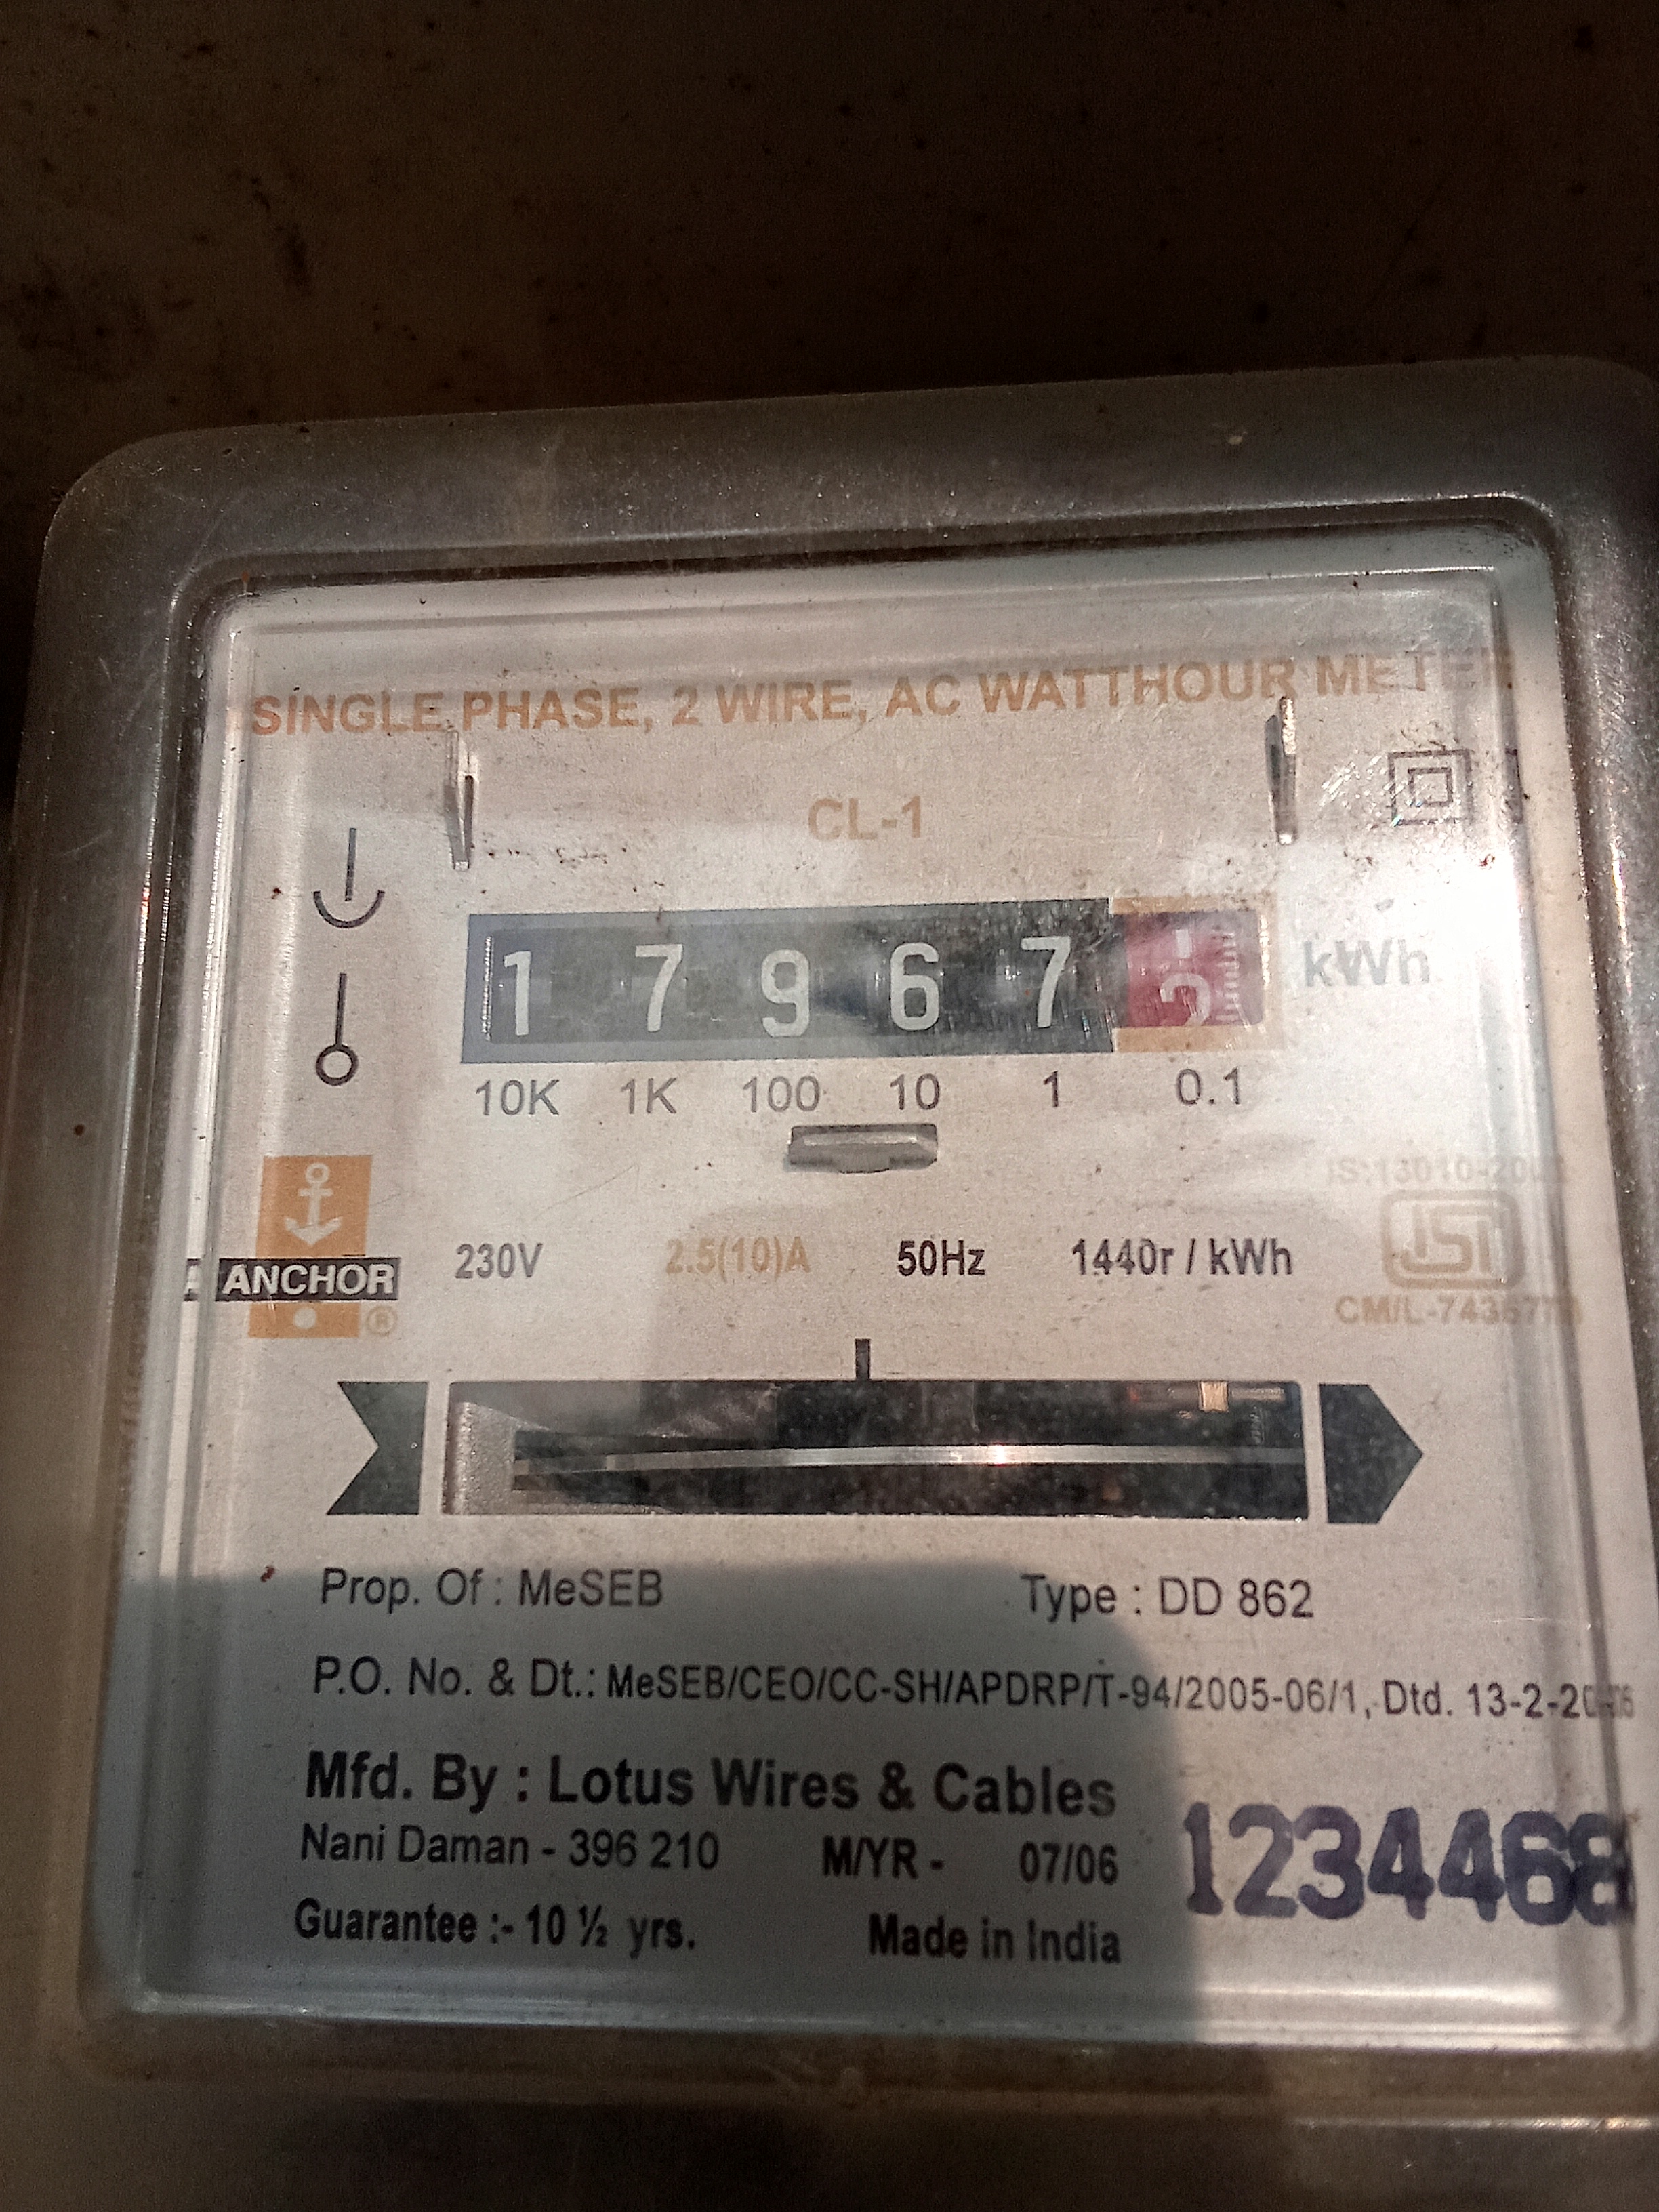 SINGLE PHASE, 2 WIRE, AC WATTHOUR METER
CL-1
1 7 9 6 7 kWh
10K 1K 100 10 1 0.1
230V 2.5(10)A 50Hz 1440r / kWh
ISI
ANCHOR ®
Prop. Of : MeSEB Type : DD 862
P.O. No. & Dt.: MeSEB/CEO/CC-SH/APDRP/T-94/2005-06/1, Dtd.
Mfd. By : Lotus Wires & Cables
Nani Daman - 396 210 M/YR - 07/06
1234468
Guarantee :- 10 ½ yrs. Made in India